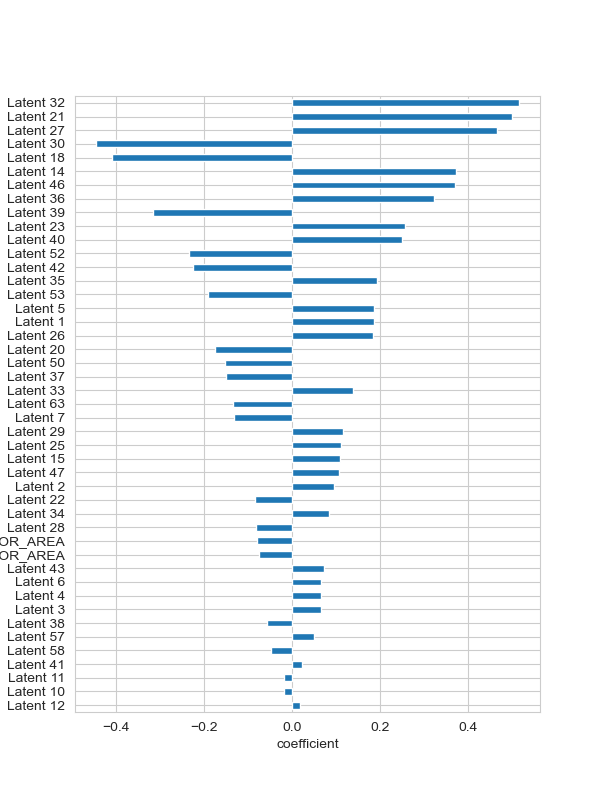 Latent 32
Latent 21
Latent 27
Latent 30
Latent 18
Latent 14
Latent 46
Latent 36
Latent 39
Latent 23
Latent 40
Latent 52
Latent 42
Latent 35
Latent 53
Latent 5
Latent 1
Latent 26
Latent 20
Latent 50
Latent 37
Latent 33
Latent 63
Latent 7
Latent 29
Latent 25
Latent 15
Latent 47
Latent 2
Latent 22
Latent 34
Latent 28
OR_AREA
OR_AREA
Latent 43
Latent 6
Latent 4
Latent 3
Latent 38
Latent 57
Latent 58
Latent 41
Latent 11
Latent 10
Latent 12
−0.4 −0.2 0.0 0.2 0.4
coefficient